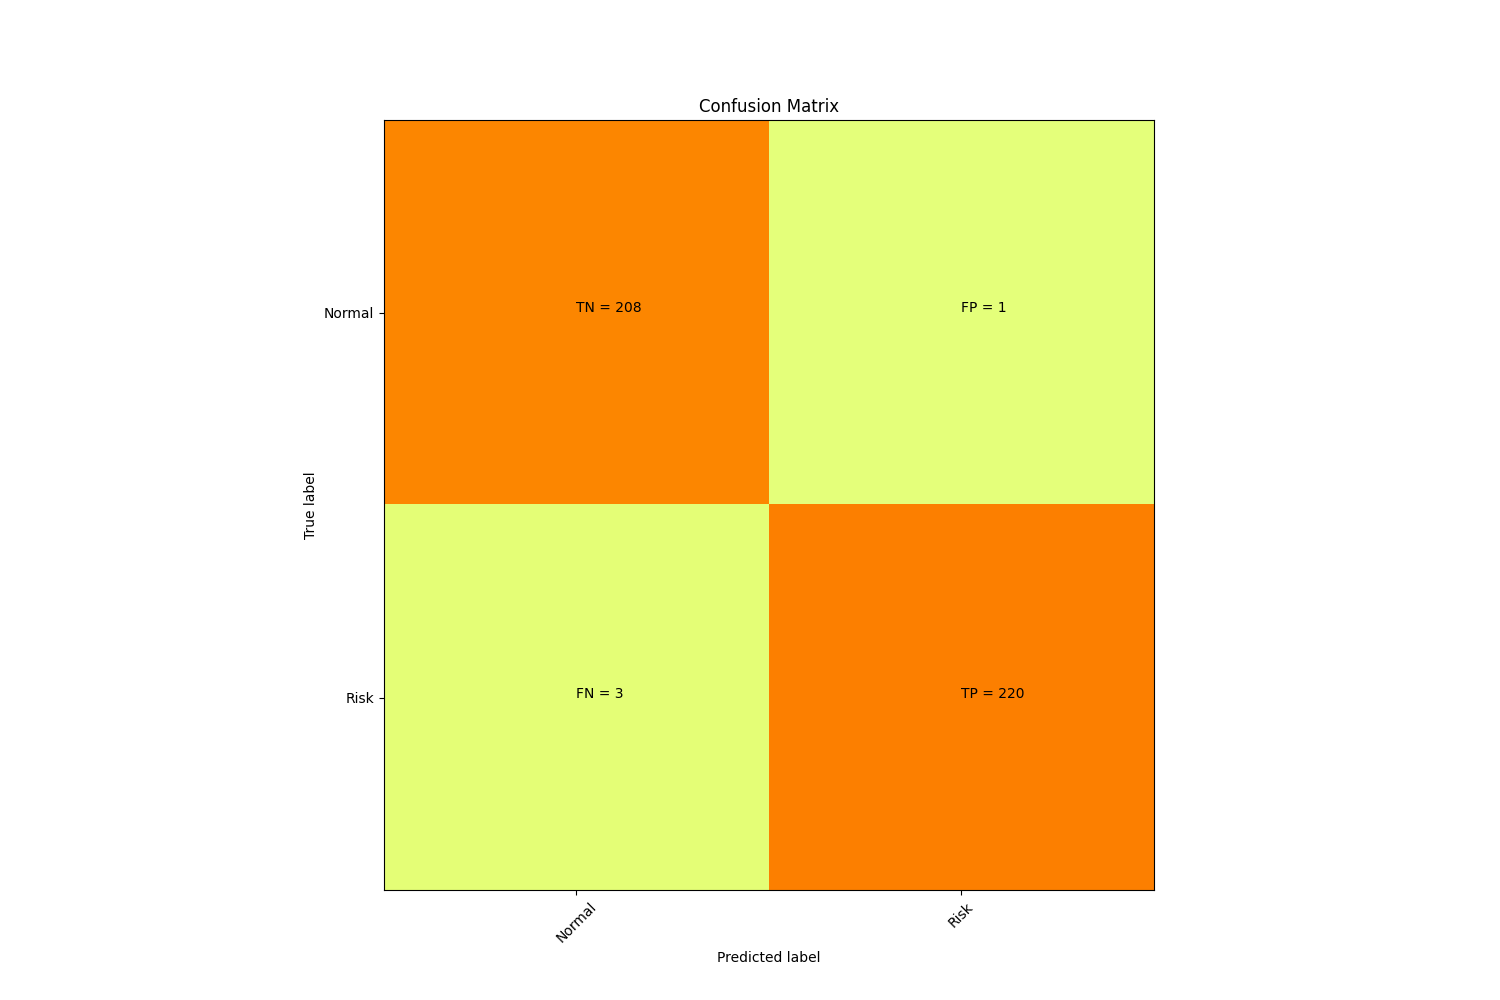 Confusion Matrix
Normal
TN = 208
FP = 1
True label
Risk
FN = 3
TP = 220
Normal
Risk
Predicted label